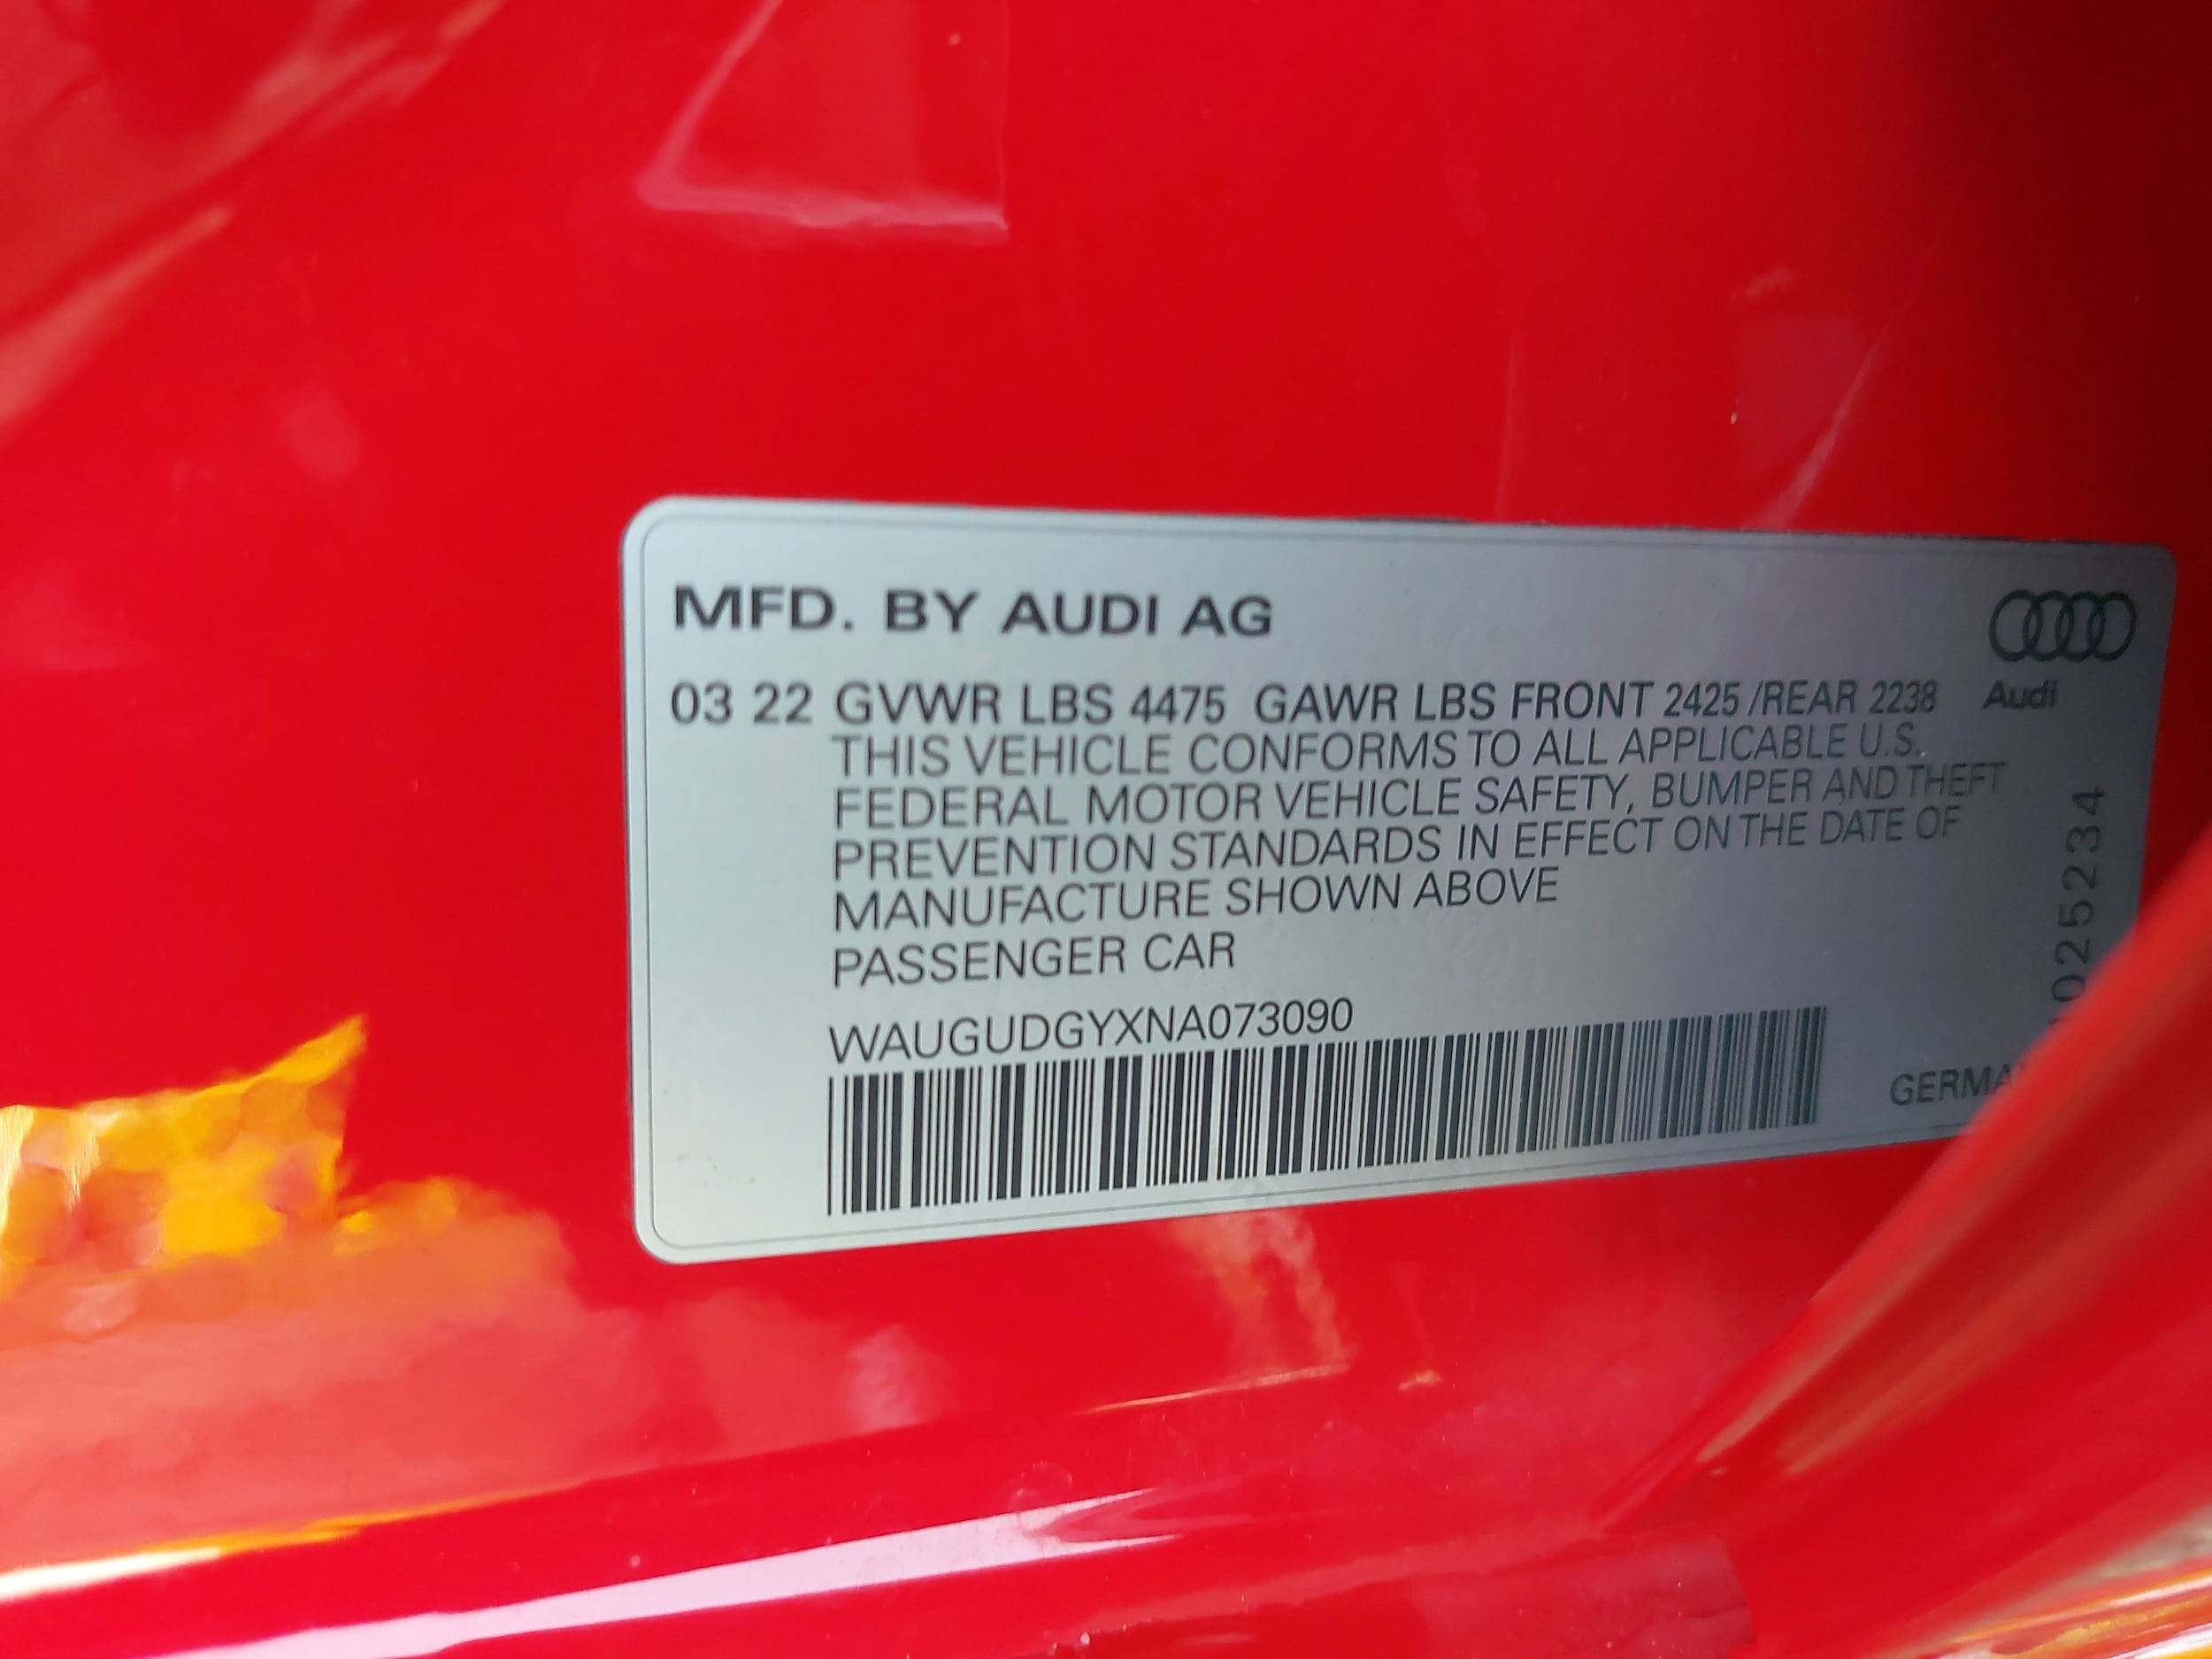 MFD. BY AUDI AG
03 22 GVWR LBS 4475 GAWR LBS FRONT 2425 /REAR 2238
Audi
THIS VEHICLE CONFORMS TO ALL APPLICABLE U.S.
FEDERAL MOTOR VEHICLE SAFETY, BUMPER AND THEFT
PREVENTION STANDARDS IN EFFECT ON THE DATE OF
MANUFACTURE SHOWN ABOVE
PASSENGER CAR
WAUGUDGYXNA073090